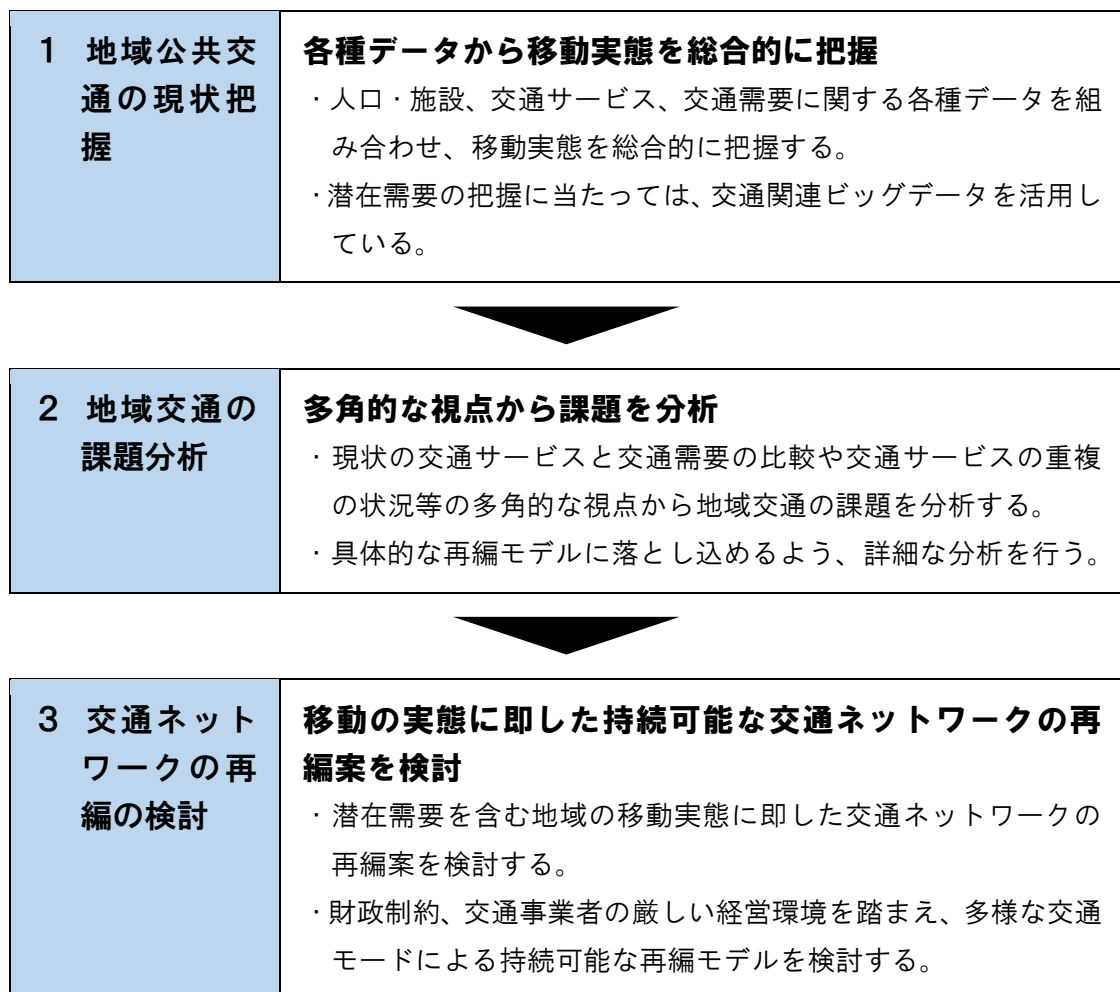 1 地域公共交
通の現状把
握
各種データから移動実態を総合的に把握
・人口・施設、交通サービス、交通需要に関する各種データを組
み合わせ、移動実態を総合的に把握する。
・潜在需要の把握に当たっては、交通関連ビッグデータを活用し
ている。
2 地域交通の
課題分析
多角的な視点から課題を分析
・現状の交通サービスと交通需要の比較や交通サービスの重複
の状況等の多角的な視点から地域交通の課題を分析する。
・具体的な再編モデルに落とし込めるよう、詳細な分析を行う。
3 交通ネット
ワークの再
編の検討
移動の実態に即した持続可能な交通ネットワークの再
編案を検討
・潜在需要を含む地域の移動実態に即した交通ネットワークの
再編案を検討する。
・財政制約、交通事業者の厳しい経営環境を踏まえ、多様な交通
モードによる持続可能な再編モデルを検討する。